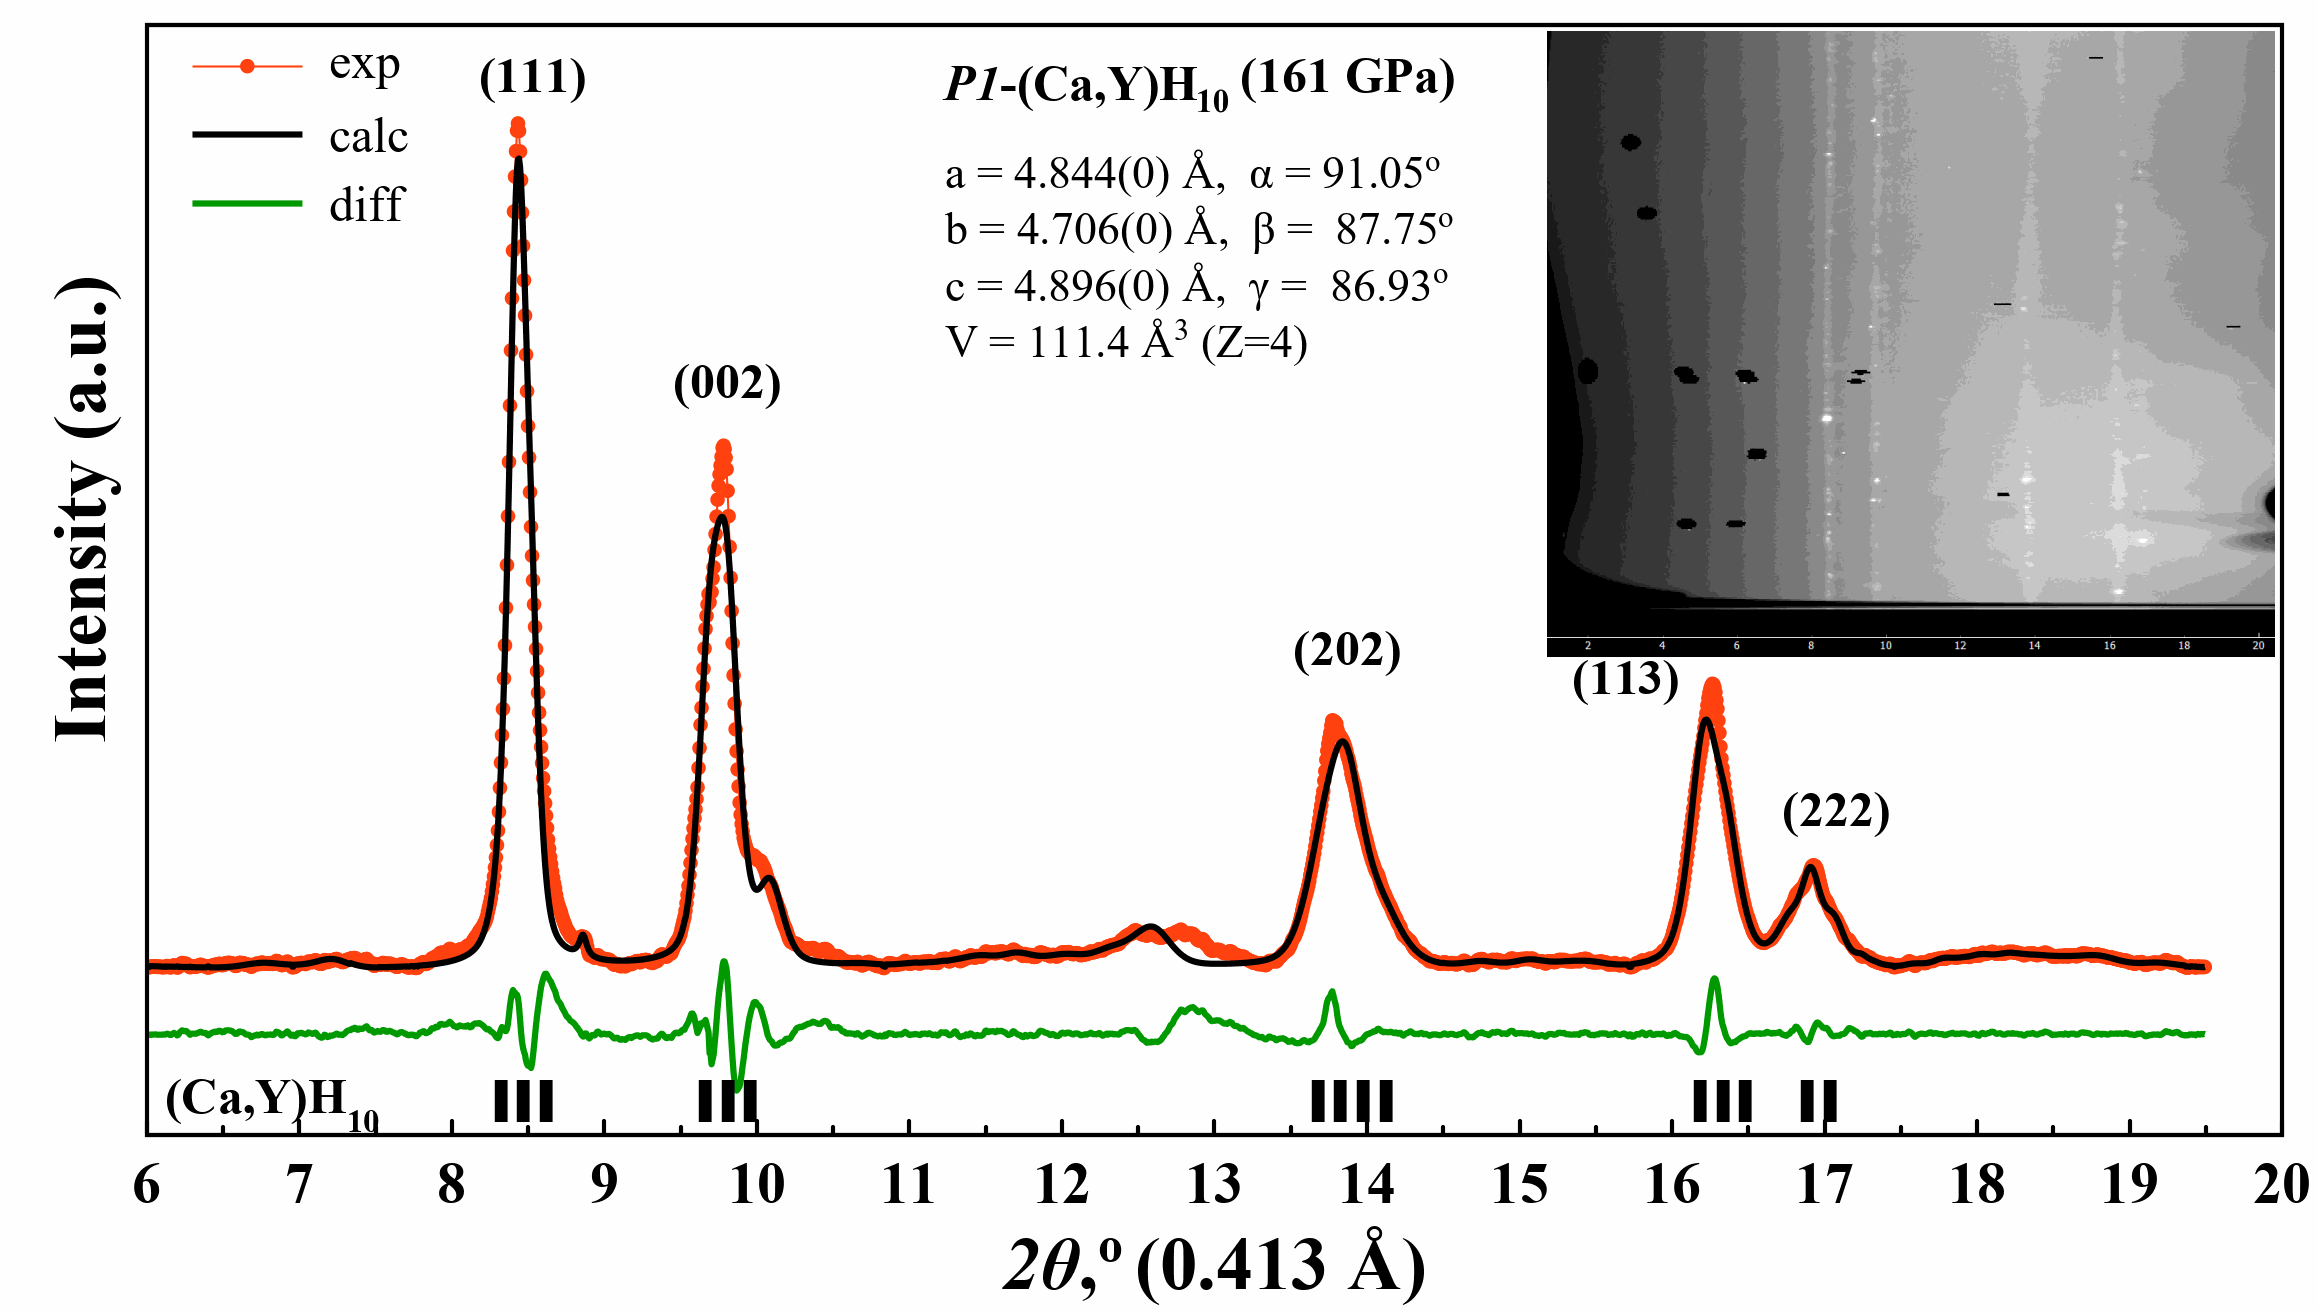 exp
calc
diff
(111)
(002)
(202)
(113)
(222)
P1-(Ca,Y)H₁₀ (161 GPa)
a = 4.844(0) Å, α = 91.05º
b = 4.706(0) Å, β = 87.75º
c = 4.896(0) Å, γ = 86.93º
V = 111.4 Å³ (Z=4)
2 4 6 8 10 12 14 16 18 20
Intensity (a.u.)
(Ca,Y)H₁₀
6 7 8 9 10 11 12 13 14 15 16 17 18 19 20
2θ,º (0.413 Å)